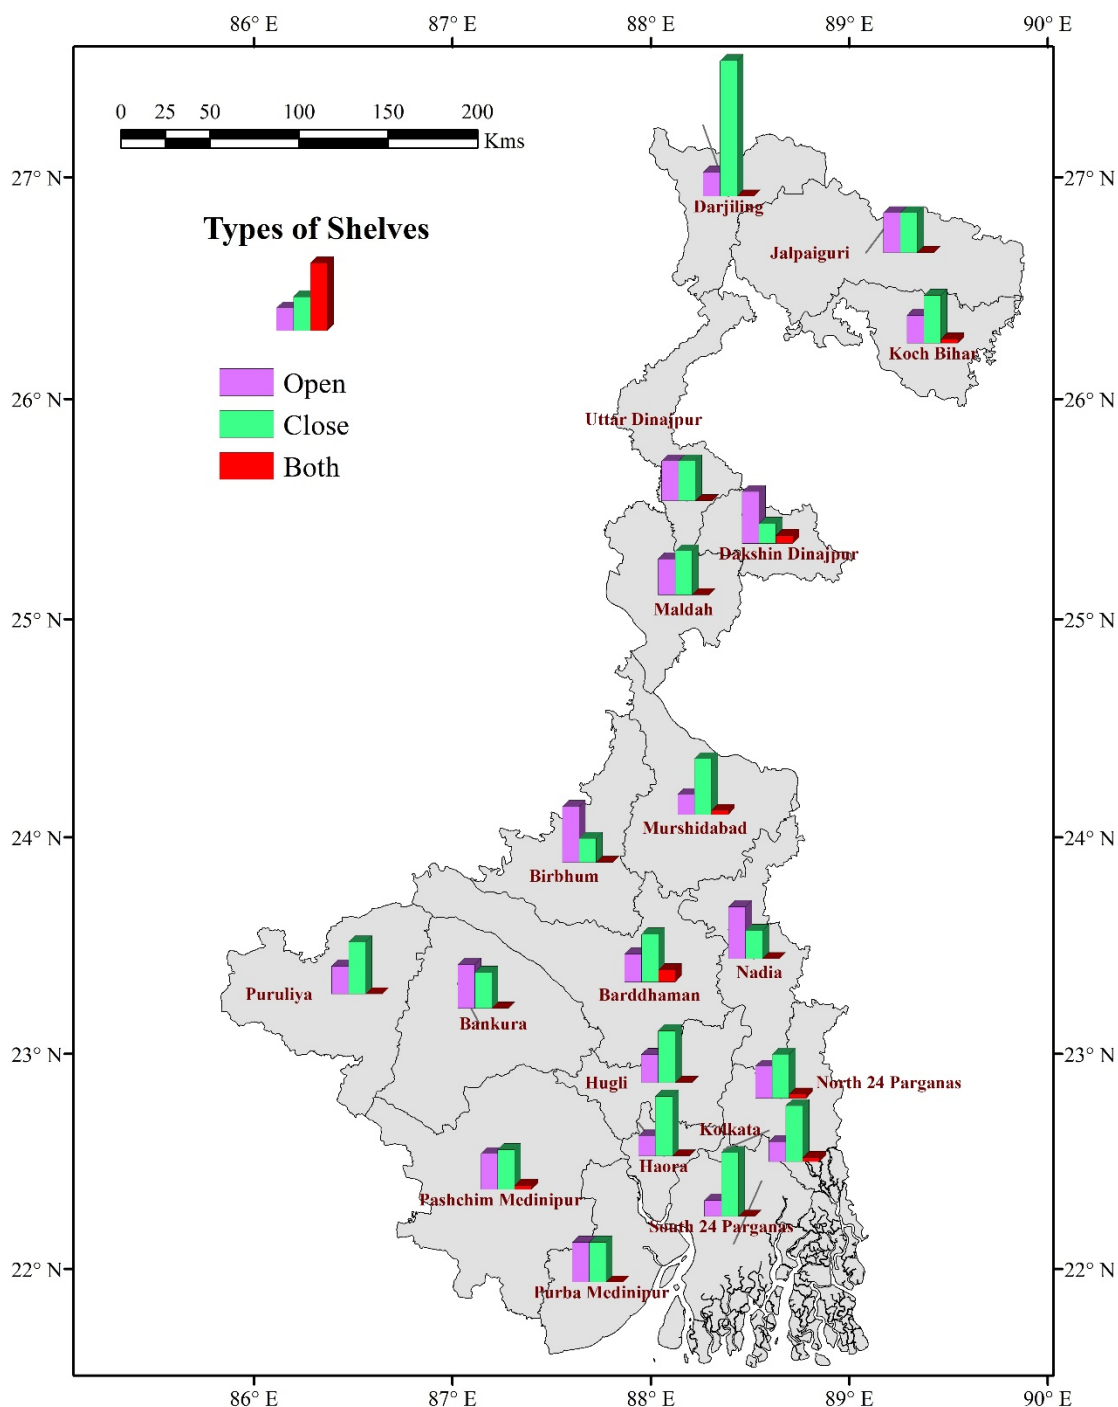 86° E 87° E 88° E 89° E 90° E
0 25 50 100 150 200
Kms
27° N 27° N
Darjiling
Types of Shelves
Jalpaiguri
Koch Bihar
Open
26° N 26° N
Close
Uttar Dinajpur
Both
Dakshin Dinajpur
Maldah
25° N 25° N
Murshidabad
24° N 24° N
Birbhum
Nadia
Puruliya
Barddhaman
Bankura
23° N 23° N
Hugli
North 24 Parganas
Kolkata
Haora
Pashchim Medinipur
South 24 Parganas
22° N 22° N
Purba Medinipur
86° E 87° E 88° E 89° E 90° E